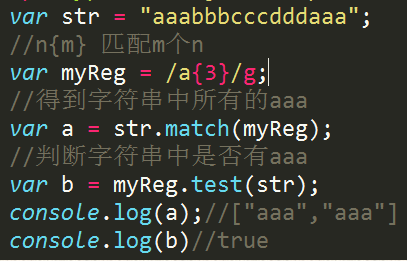 var str = "aaabbbcccdddaaa";
//n{m} 匹配m个n
var myReg = /a{3}/g;
//得到字符串中所有的aaa
var a = str.match(myReg);
//判断字符串中是否有aaa
var b = myReg.test(str);
console.log(a);//["aaa","aaa"]
console.log(b)//true